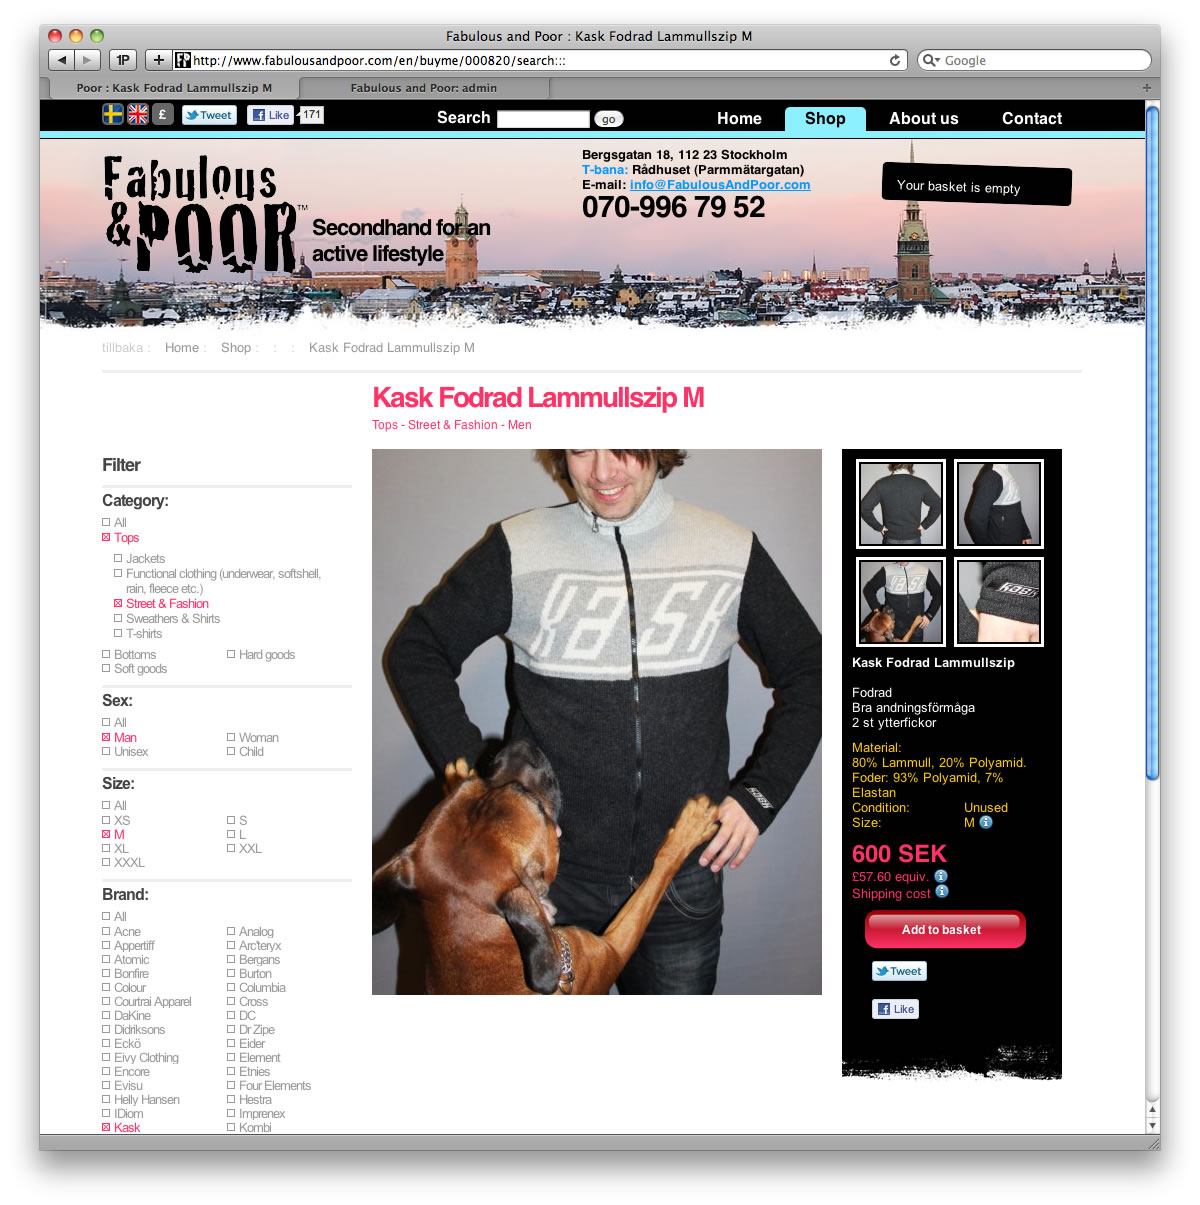 Fabulous and Poor : Kask Fodrad Lammullszip M
1P
http://www.fabulousandpoor.com/en/buyme/000820/search:::
Google
Poor : Kask Fodrad Lammullszip M
Fabulous and Poor: admin
£
Tweet
Like
171
Search
go
Home
Shop
About us
Contact
Fabulous
&POOR™
Secondhand for an
active lifestyle
Bergsgatan 18, 112 23 Stockholm
T-bana: Rådhuset (Parmmätargatan)
E-mail: info@FabulousAndPoor.com
070-996 79 52
Your basket is empty
tillbaka : Home : Shop : : : Kask Fodrad Lammullszip M
Kask Fodrad Lammullszip M
Tops - Street & Fashion - Men
Filter
Category:
All
Tops
Jackets
Functional clothing (underwear, softshell,
rain, fleece etc.)
Street & Fashion
Sweathers & Shirts
T-shirts
Bottoms
Hard goods
Soft goods
Sex:
All
Man
Woman
Unisex
Child
Size:
All
XS
S
M
L
XL
XXL
XXXL
Brand:
All
Acne
Analog
Appertiff
Arc'teryx
Atomic
Bergans
Bonfire
Burton
Colour
Columbia
Courtrai Apparel
Cross
DaKine
DC
Didriksons
Dr Zipe
Eckö
Eider
Eivy Clothing
Element
Encore
Etnies
Evisu
Four Elements
Helly Hansen
Hestra
IDiom
Imprenex
Kask
Kombi
KASK
KASK
KASK
KASK
Kask Fodrad Lammullszip
Fodrad
Bra andningsförmåga
2 st ytterfickor
Material:
80% Lammull, 20% Polyamid.
Foder: 93% Polyamid, 7%
Elastan
Condition: Unused
Size: M
600 SEK
£57.60 equiv.
Shipping cost
Add to basket
Tweet
Like